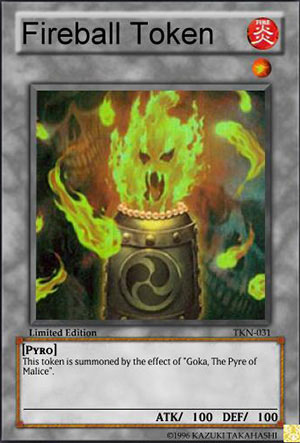 Fireball Token
FIRE
炎
Limited Edition
TKN-031
[PYRO]
This token is summoned by the effect of "Goka, The Pyre of
Malice".
ATK/ 100 DEF/ 100
©1996 KAZUKI TAKAHASHI